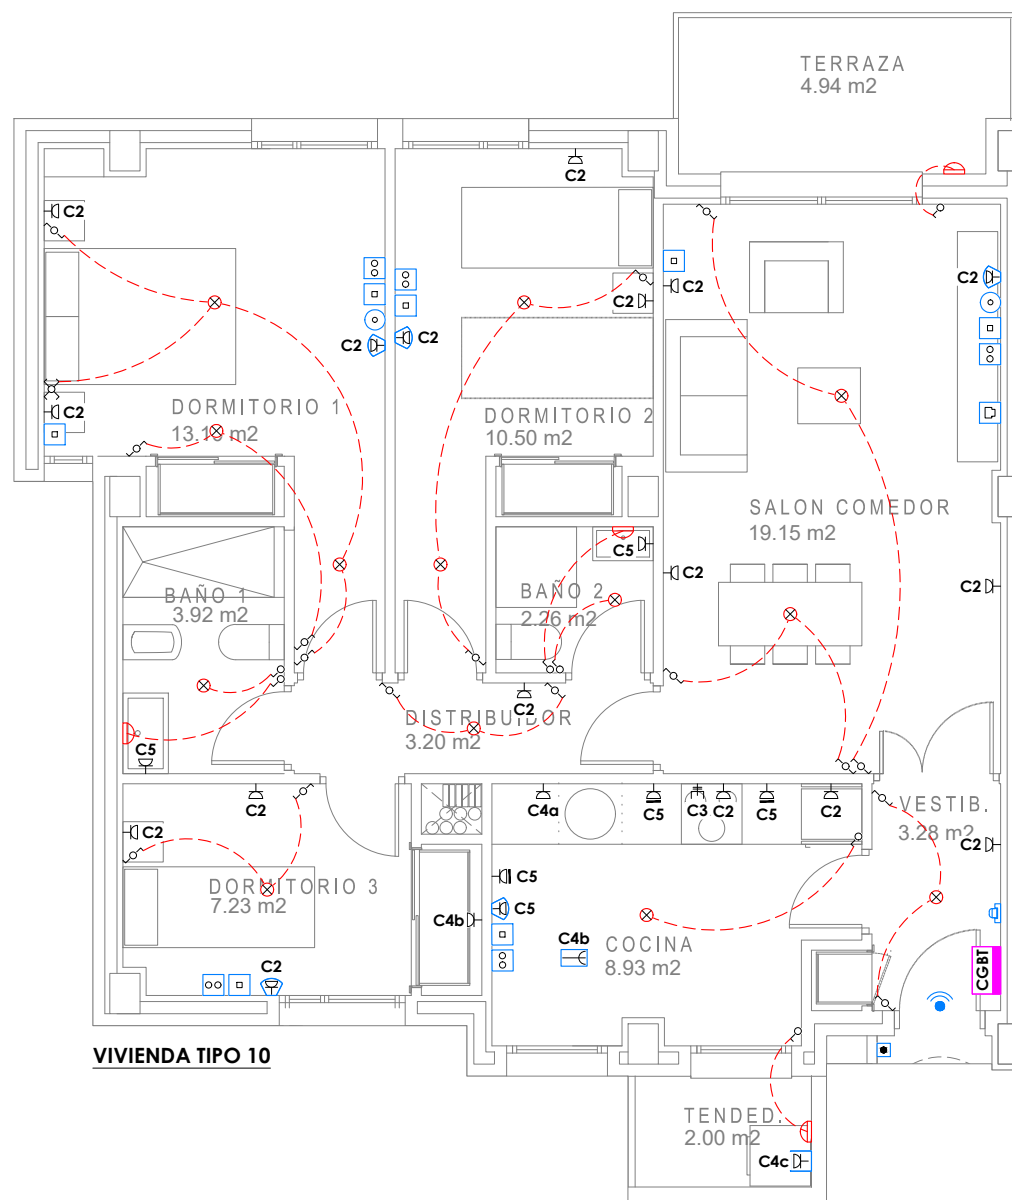 TERRAZA
4.94 m2
C2
C2
C2
C2
C2
C2
C2
C2
C2
DORMITORIO 1
m2
DORMITORIO 2
10.50 m2
SALON COMEDOR
19.15 m2
C5
C2
C2
BAÑO 1
3.92 m2
BAÑO 2
2.26 m2
C2
DISTRIBUIDOR
3.20 m2
C5
C2
C2
C4a
C5
C3
C2
C5
C2
VESTIB.
3.28 m2
C2
DORMITORIO 3
7.23 m2
C5
C5
C4b
C4b
COCINA
8.93 m2
C2
CGBT
VIVIENDA TIPO 10
TENDED.
2.00 m2
C4c